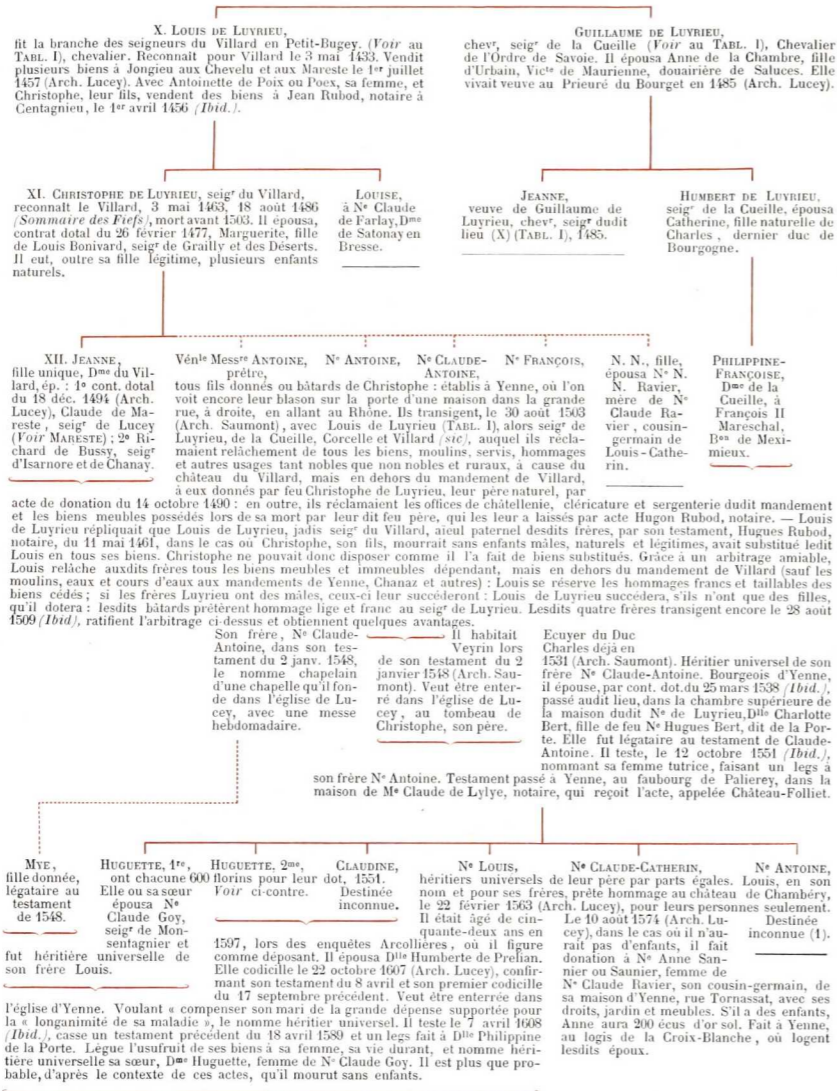 X. LOUIS DE LUYRIEU,
fit la branche des seigneurs du Villard en Petit-Bugey. (Voir au
TABL. I), chevalier. Reconnait pour Villard le 3 mai 1433. Vendit
plusieurs biens à Jongieu aux Chevelu et aux Mareste le 1er juillet
1457 (Arch. Lucey). Avec Antoinette de Poix ou Poex, sa femme, et
Christophe, leur fils, vendent des biens à Jean Rubod, notaire à
Centagnieu, le 1er avril 1456 (Ibid.).
GUILLAUME DE LUYRIEU,
chevr, seigr de la Cueille (Voir au TABL. I), Chevalier
de l'Ordre de Savoie. Il épousa Anne de la Chambre, fille
d'Urbain, Victe de Maurienne, douairière de Saluces. Elle
vivait veuve au Prieuré du Bourget en 1485 (Arch. Lucey).
XI. CHRISTOPHE DE LUYRIEU, seigr du Villard,
reconnaît le Villard, 3 mai 1463, 18 août 1486
(Sommaire des Fiefs), mort avant 1503. Il épousa,
contrat dotal du 26 février 1477, Marguerite, fille
de Louis Bonivard, seigr de Grailly et des Déserts.
Il eut, outre sa fille légitime, plusieurs enfants
naturels.
LOUISE,
à Ne Claude
de Farlay, Dme
de Satonay en
Bresse.
JEANNE,
veuve de Guillaume de
Luyrieu, chevr, seigr dudit
lieu (X) (TABL. I), 1485.
HUMBERT DE LUYRIEU,
seigr de la Cueille, épousa
Catherine, fille naturelle de
Charles, dernier duc de
Bourgogne.
XII. JEANNE,
fille unique, Dme du Vil-
lard, ép. : 1o cont. dotal
du 18 déc. 1494 (Arch.
Lucey), Claude de Ma-
reste, seigr de Lucey
(Voir MARESTE) ; 2o Ri-
chard de Bussy, seigr
d'Isarnore et de Chanay.
Vénle Messre ANTOINE, Ne ANTOINE, Ne CLAUDE- Ne FRANÇOIS,
prêtre, ANTOINE,
tous fils donnés ou bâtards de Christophe : établis à Yenne, où l'on
voit encore leur blason sur la porte d'une maison dans la grande
rue, à droite, en allant au Rhône. Ils transigent, le 30 août 1503
(Arch. Saumont), avec Louis de Luyrieu (TABL. I), alors seigr de
Luyrieu, de la Cueille, Corcelle et Villard (sic), auquel ils récla-
maient relâchement de tous les biens, moulins, servis, hommages
et autres usages tant nobles que non nobles et ruraux, à cause du
château du Villard, mais en dehors du mandement de Villard,
à eux donnés par feu Christophe de Luyrieu, leur père naturel, par
N. N., fille,
épousa Ne N.
N. Ravier,
mère de Ne
Claude Ra-
vier, cousin-
germain de
Louis-Cathe-
rin.
PHILIPPINE-
FRANÇOISE,
Dme de la
Cueille, à
François II
Mareschal,
Bon de Mexi-
mieux.
acte de donation du 14 octobre 1490 : en outre, ils réclamaient les offices de châtellenie, cléricature et sergenterie dudit mandement
et les biens meubles possédés lors de sa mort par leur dit feu père, qui les leur a laissés par acte Hugon Rubod, notaire. — Louis
de Luyrieu répliquait que Louis de Luyrieu, jadis seigr du Villard, aïeul paternel desdits frères, par son testament, Hugues Rubod,
notaire, du 11 mai 1461, dans le cas où Christophe, son fils, mourrait sans enfants mâles, naturels et légitimes, avait substitué ledit
Louis en tous ses biens. Christophe ne pouvait donc disposer comme il l'a fait de biens substitués. Grâce à un arbitrage amiable,
Louis relâche auxdits frères tous les biens meubles et immeubles dépendant, mais en dehors du mandement de Villard (sauf les
moulins, eaux et cours d'eaux aux mandements de Yenne, Chanaz et autres) : Louis se réserve les hommages francs et taillables des
biens cédés ; si les frères Luyrieu ont des mâles, ceux-ci leur succéderont : Louis de Luyrieu succédera, s'ils n'ont que des filles,
qu'il dotera : lesdits bâtards prêtèrent hommage lige et franc au seigr de Luyrieu. Lesdits quatre frères transigent encore le 28 août
1509 (Ibid), ratifient l'arbitrage ci-dessus et obtiennent quelques avantages.
Son frère, Ne Claude-
Antoine, dans son tes-
tament du 2 janv. 1548,
le nomme chapelain
d'une chapelle qu'il fon-
de dans l'église de Lu-
cey, avec une messe
hebdomadaire.
Il habitait
Veyrin lors
de son testament du 2
janvier 1548 (Arch. Sau-
mont). Veut être enter-
ré dans l'église de Lu-
cey, au tombeau de
Christophe, son père.
Ecuyer du Duc
Charles déjà en
1531 (Arch. Saumont). Héritier universel de son
frère Ne Claude-Antoine. Bourgeois d'Yenne,
il épouse, par cont. dot. du 25 mars 1538 (Ibid.),
passé audit lieu, dans la chambre supérieure de
la maison dudit Ne de Luyrieu, Dlle Charlotte
Bert, fille de feu Ne Hugues Bert, dit de la Por-
te. Elle fut légataire au testament de Claude-
Antoine. Il teste, le 12 octobre 1551 (Ibid.),
nommant sa femme tutrice, faisant un legs à
son frère Ne Antoine. Testament passé à Yenne, au faubourg de Palierey, dans la
maison de Me Claude de Lylye, notaire, qui reçoit l'acte, appelée Château-Folliet.
MYE,
fille donnée,
légataire au
testament
de 1548.
HUGUETTE, 1re, HUGUETTE, 2me, CLAUDINE,
ont chacune 600 florins pour leur dot, 1551.
Elle ou sa sœur
épousa Ne
Claude Goy,
seigr de Mon-
sentagnier et
fut héritière universelle de
son frère Louis.
Voir ci-contre.
Destinée
inconnue.
Ne LOUIS, Ne CLAUDE-CATHERIN, Ne ANTOINE,
héritiers universels de leur père par parts égales. Louis, en son
nom et pour ses frères, prête hommage au château de Chambéry,
le 22 février 1563 (Arch. Lucey), pour leurs personnes seulement.
Il était âgé de cin-
quante-deux ans en
1597, lors des enquêtes Arcollières, où il figure
comme déposant. Il épousa Dlle Humberte de Prelian.
Elle codicille le 22 octobre 1607 (Arch. Lucey), confir-
mant son testament du 8 avril et son premier codicille
du 17 septembre précédent. Veut être enterrée dans
l'église d'Yenne. Voulant « compenser son mari de la grande dépense supportée pour
la « longanimité de sa maladie », le nomme héritier universel. Il teste le 7 avril 1608
(Ibid.), casse un testament précédent du 18 avril 1589 et un legs fait à Dlle Philippine
de la Porte. Lègue l'usufruit de ses biens à sa femme, sa vie durant, et nomme héri-
tière universelle sa sœur, Dme Huguette, femme de Ne Claude Goy. Il est plus que pro-
bable, d'après le contexte de ces actes, qu'il mourut sans enfants.
Le 10 août 1574 (Arch. Lu-
cey), dans le cas où il n'au-
rait pas d'enfants, il fait
donation à Ne Anne San-
nier ou Saunier, femme de
Ne Claude Ravier, son cousin-germain, de
sa maison d'Yenne, rue Tornassat, avec ses
droits, jardin et meubles. S'il a des enfants,
Anne aura 200 écus d'or sol. Fait à Yenne,
au logis de la Croix-Blanche, où logent
lesdits époux.
Destinée
inconnue (1).